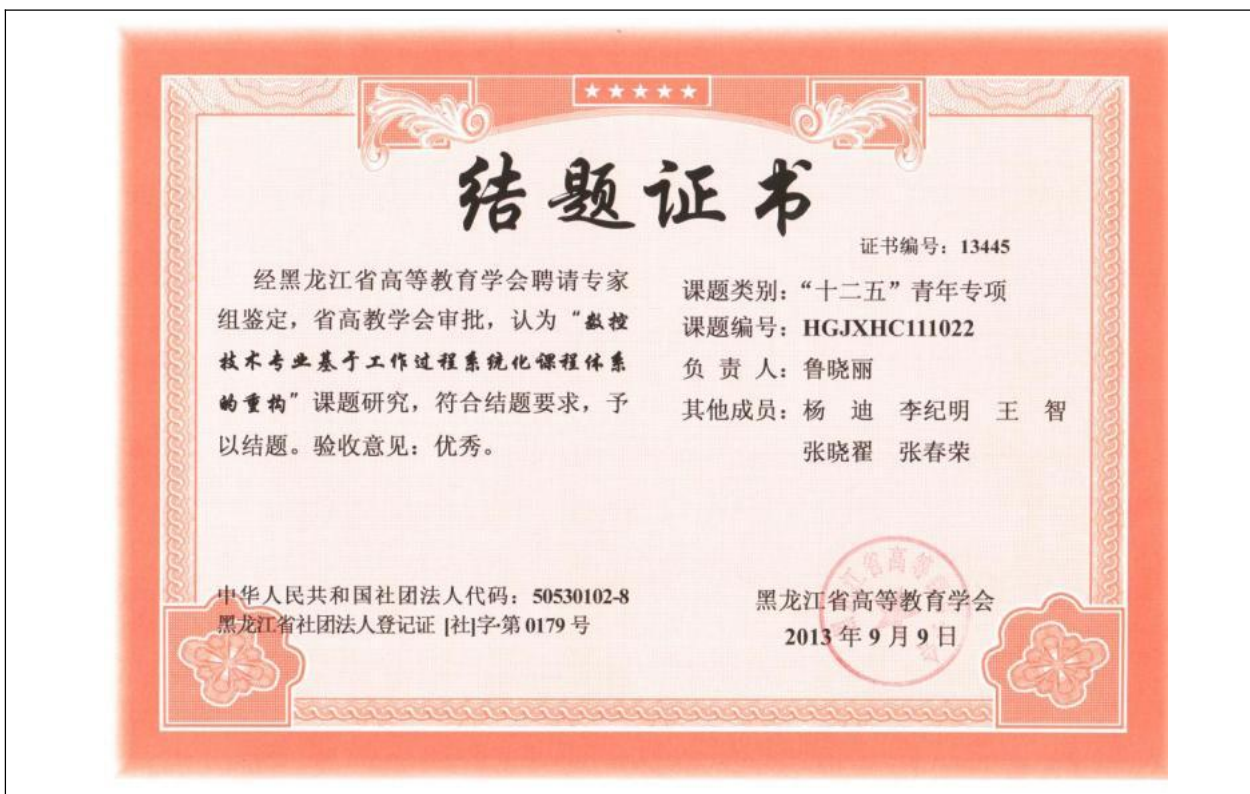 结题证书
证书编号：13445
经黑龙江省高等教育学会聘请专家
组鉴定，省高教学会审批，认为“数控
技术专业基于工作过程系统化课程体系
的重构”课题研究，符合结题要求，予
以结题。验收意见：优秀。
课题类别：“十二五”青年专项
课题编号：HGJXHC111022
负 责 人：鲁晓丽
其他成员：杨 迪 李纪明 王 智
张晓翟 张春荣
中华人民共和国社团法人代码：50530102-8
黑龙江省社团法人登记证 [社]字·第 0179 号
黑龙江省高等教育学会
2013 年 9 月 9 日